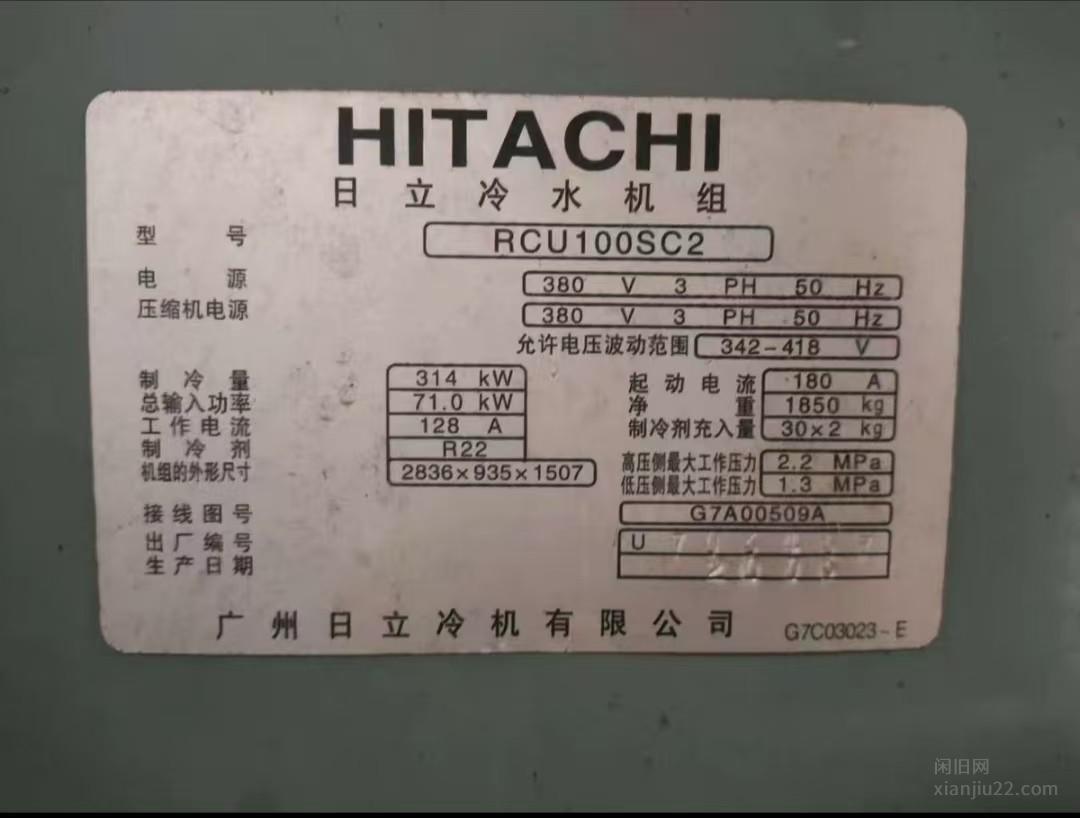 HITACHI
日立冷水机组
型号 RCU100SC2
电源 380 V 3 PH 50 Hz
压缩机电源 380 V 3 PH 50 Hz
允许电压波动范围 342-418 V
制冷量 314 kW 起动电流 180 A
总输入功率 71.0 kW 净重 1850 kg
工作电流 128 A 制冷剂充入量 30×2 kg
制冷剂 R22 高压侧最大工作压力 2.2 MPa
机组的外形尺寸 2836×935×1507 低压侧最大工作压力 1.3 MPa
接线图号 G7A00509A
出厂编号 U
生产日期
广州日立冷机有限公司 G7C03023-E
闲旧网
xianjiu22.com